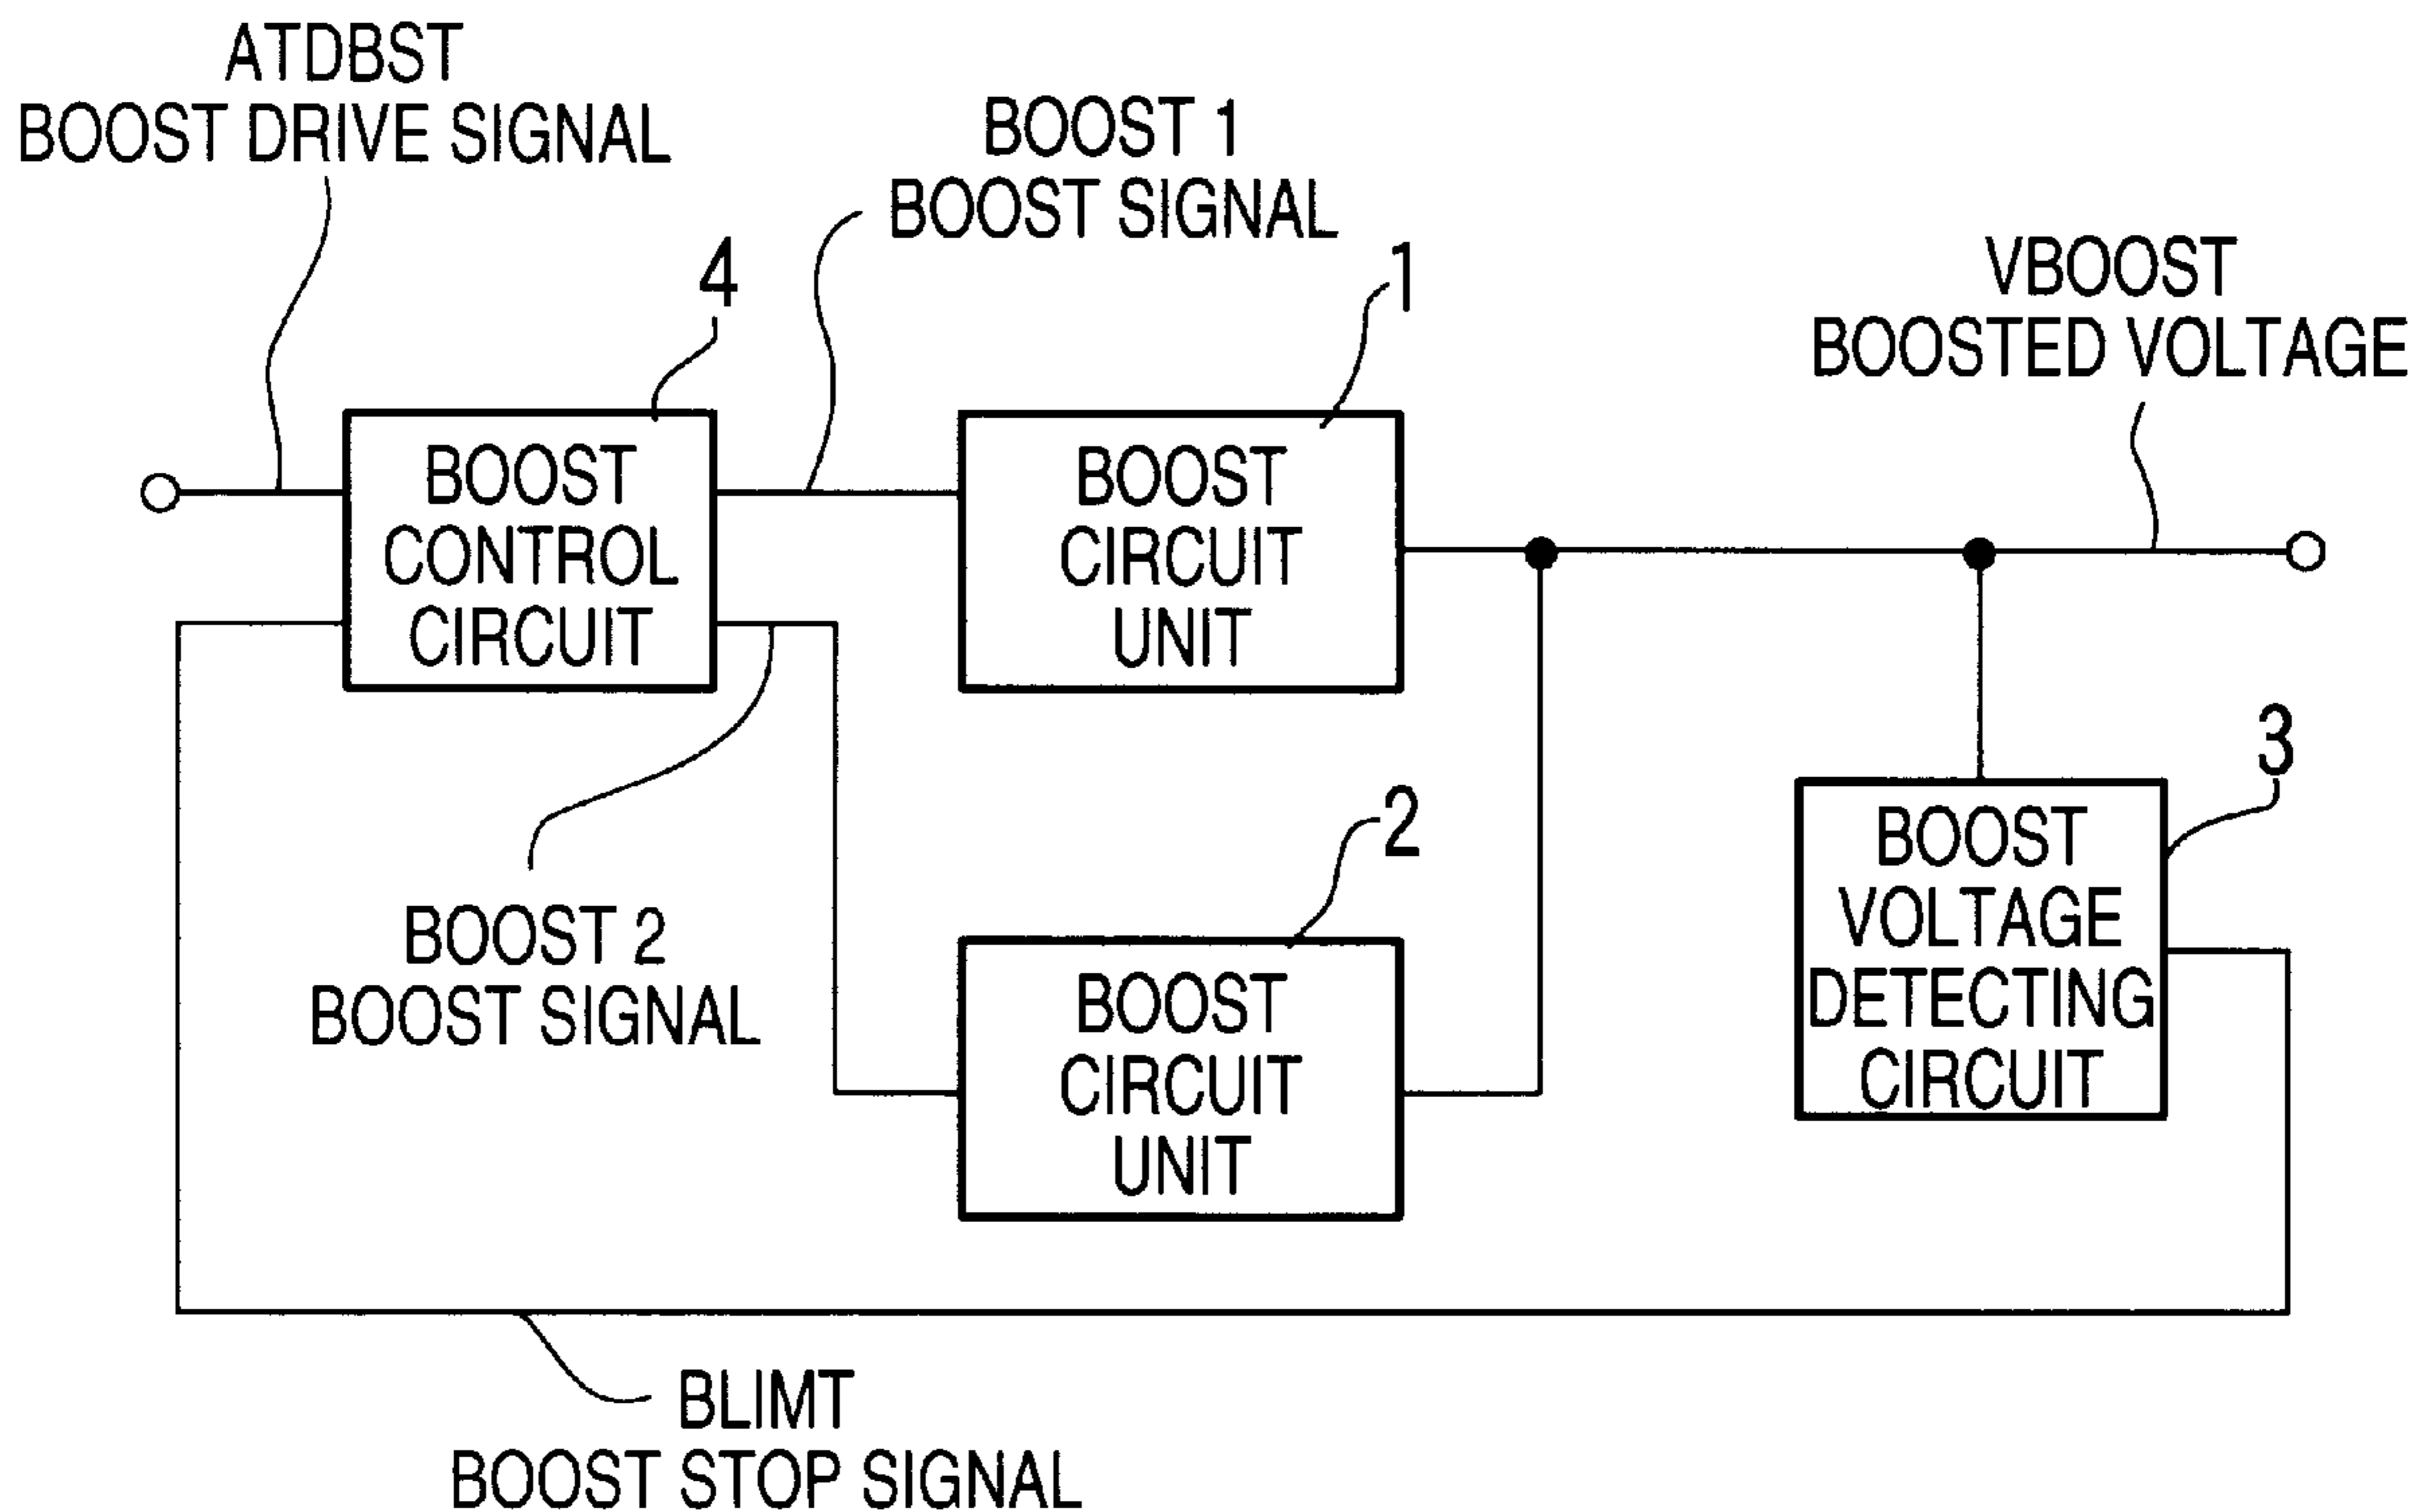 ATDBST
BOOST DRIVE SIGNAL
BOOST 1
BOOST SIGNAL
4
1
VBOOST
BOOSTED VOLTAGE
BOOST
CONTROL
CIRCUIT
BOOST
CIRCUIT
UNIT
BOOST 2
BOOST SIGNAL
2
BOOST
CIRCUIT
UNIT
3
BOOST
VOLTAGE
DETECTING
CIRCUIT
BLIMT
BOOST STOP SIGNAL